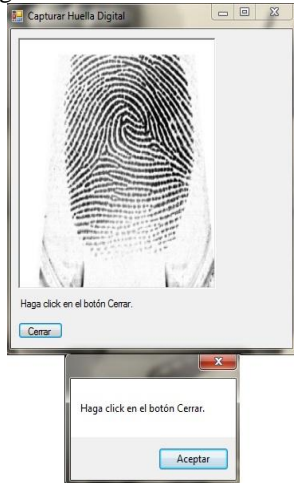 Capturar Huella Digital
Haga click en el botón Cerrar.
Cerrar
Haga click en el botón Cerrar.
Aceptar